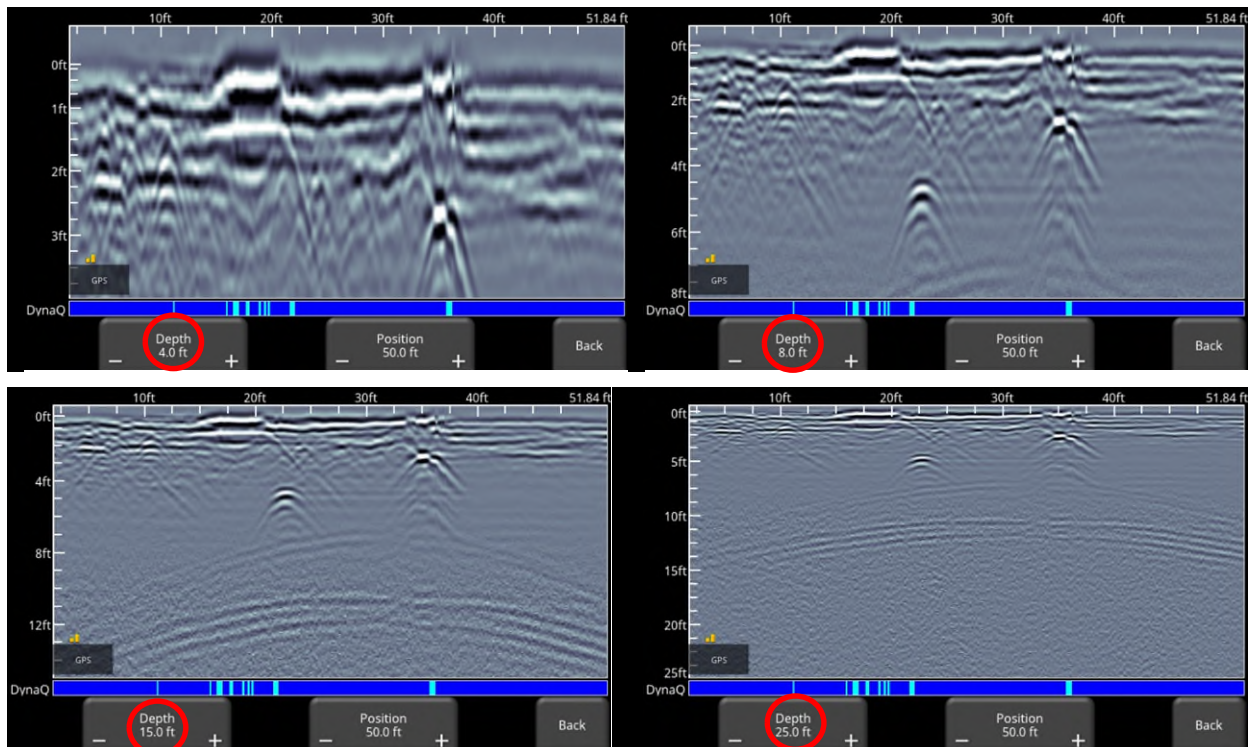 10ft 20ft 30ft 40ft 51.84 ft
0ft
1ft
2ft
3ft
GPS
DynaQ
Depth
4.0 ft
Position
50.0 ft
Back
− + − +
10ft 20ft 30ft 40ft 51.84 ft
0ft
2ft
4ft
6ft
8ft
GPS
DynaQ
Depth
8.0 ft
Position
50.0 ft
Back
− + − +
10ft 20ft 30ft 40ft 51.84 ft
0ft
4ft
8ft
12ft
GPS
DynaQ
Depth
15.0 ft
Position
50.0 ft
Back
− + − +
10ft 20ft 30ft 40ft 51.84 ft
0ft
5ft
10ft
15ft
20ft
25ft
GPS
DynaQ
Depth
25.0 ft
Position
50.0 ft
Back
− + − +